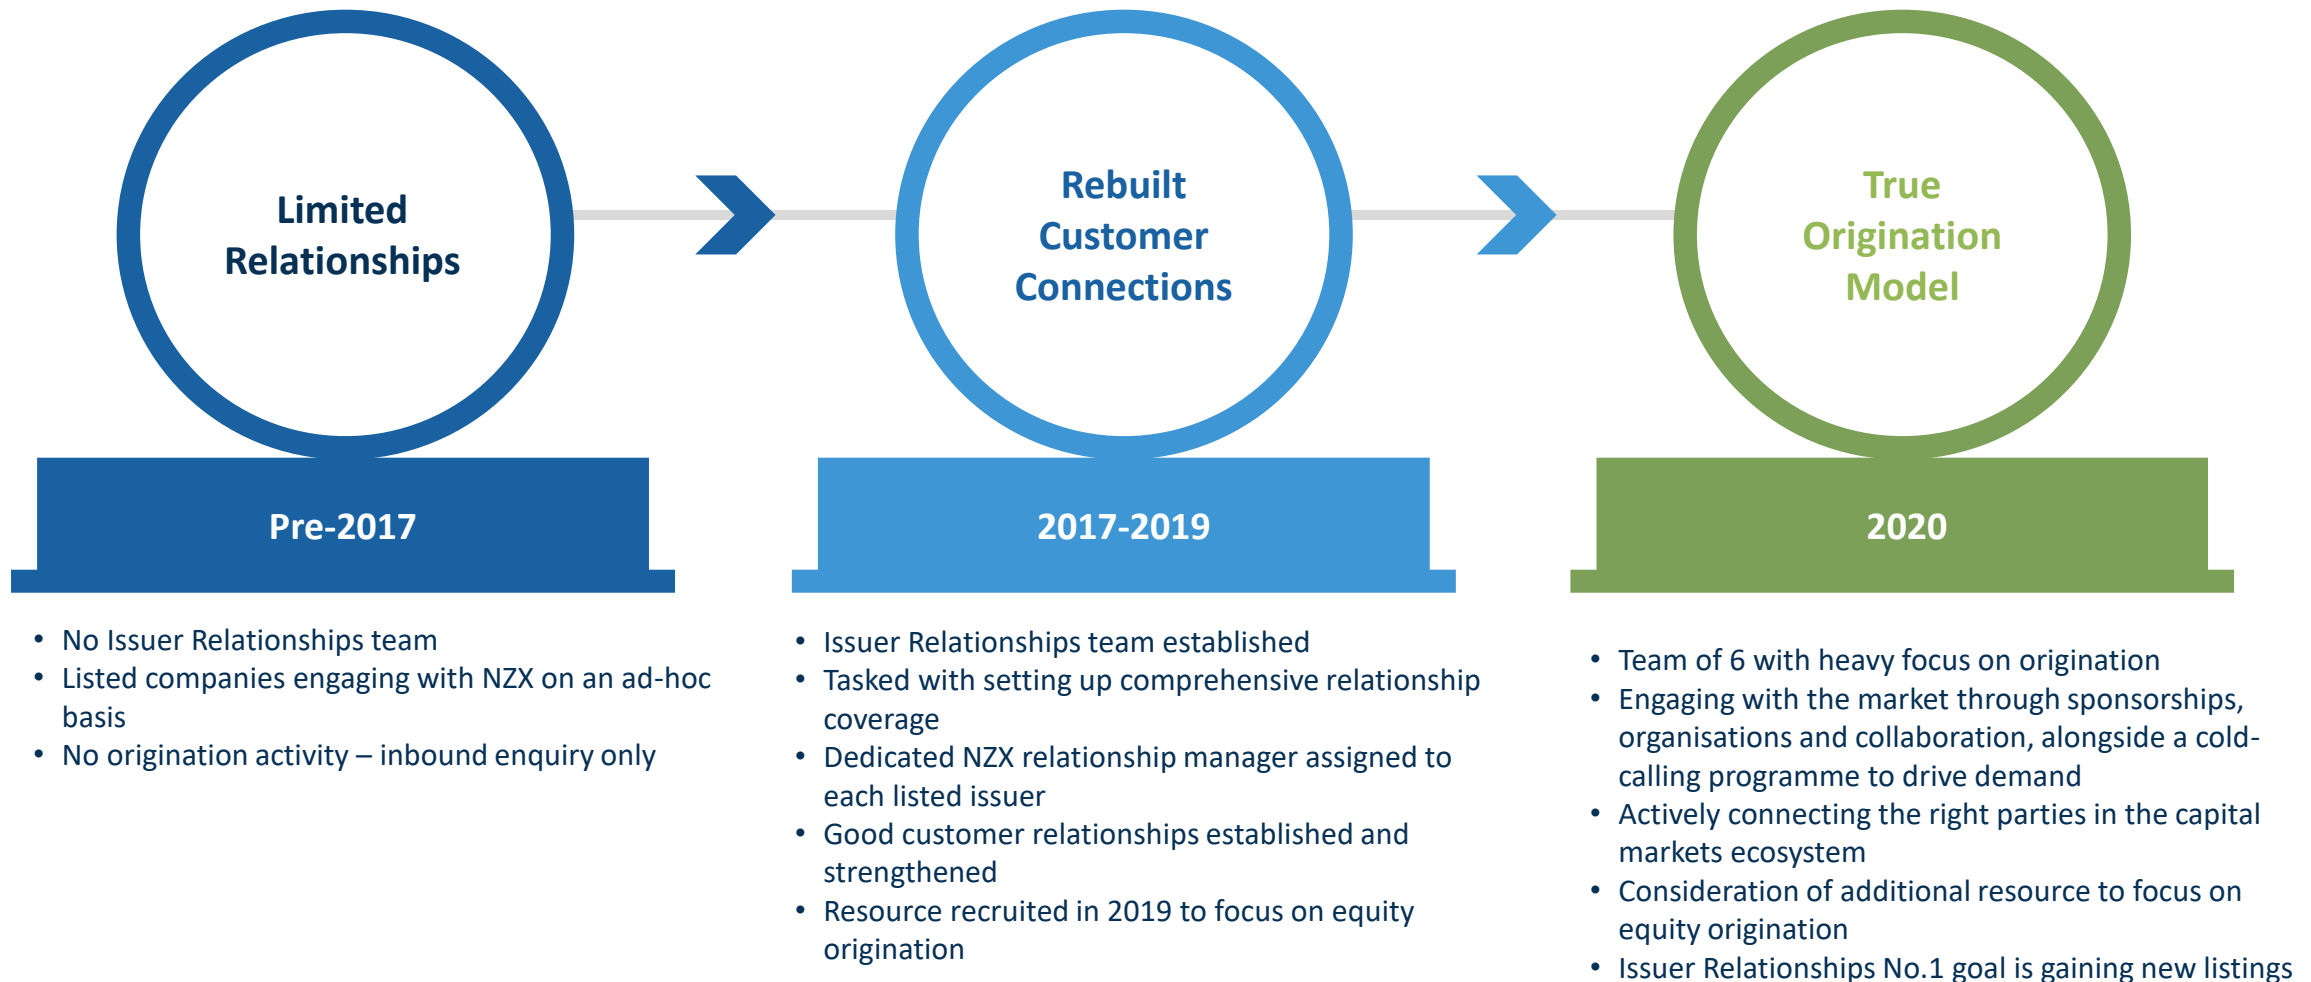 Limited
Relationships
Rebuilt
Customer
Connections
True
Origination
Model
Pre-2017
2017-2019
2020
• No Issuer Relationships team
• Listed companies engaging with NZX on an ad-hoc
basis
• No origination activity – inbound enquiry only
• Issuer Relationships team established
• Tasked with setting up comprehensive relationship
coverage
• Dedicated NZX relationship manager assigned to
each listed issuer
• Good customer relationships established and
strengthened
• Resource recruited in 2019 to focus on equity
origination
• Team of 6 with heavy focus on origination
• Engaging with the market through sponsorships,
organisations and collaboration, alongside a cold-
calling programme to drive demand
• Actively connecting the right parties in the capital
markets ecosystem
• Consideration of additional resource to focus on
equity origination
• Issuer Relationships No.1 goal is gaining new listings